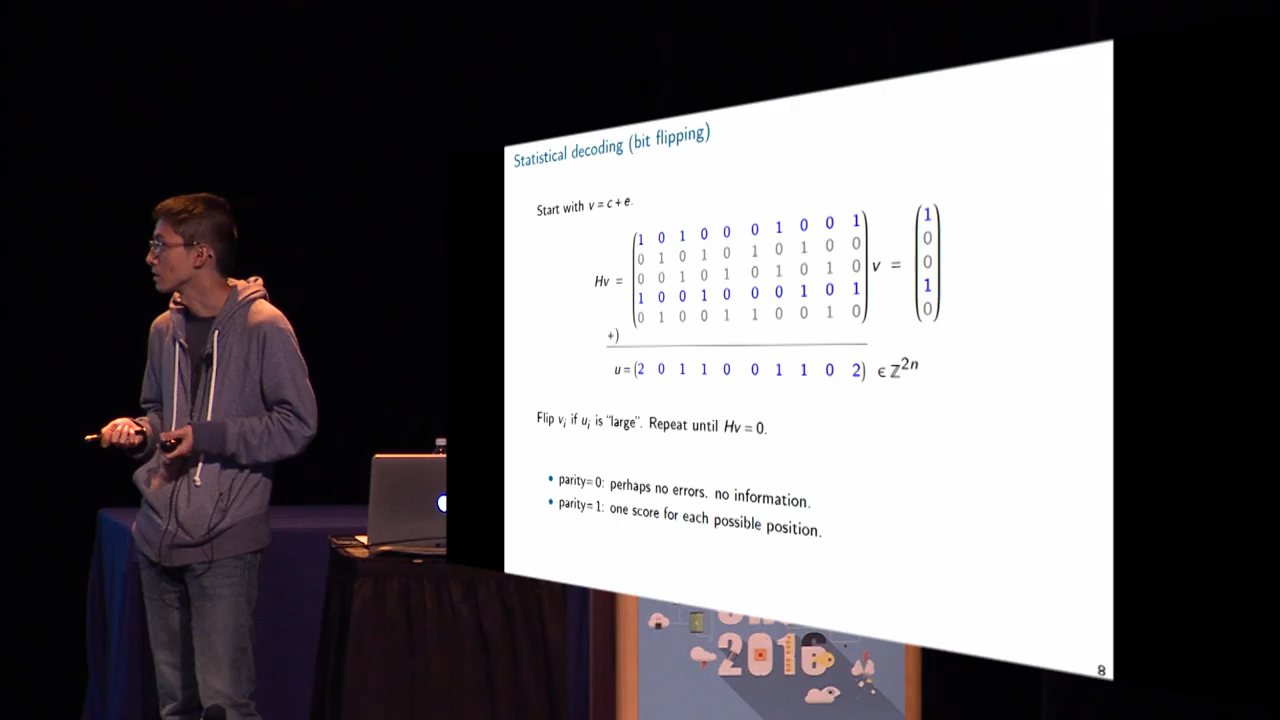 Statistical decoding (bit flipping)
Start with v = c + e.
1 0 1 0 0 0 1 0 0 1
0 1 0 1 0 1 0 1 0 0
Hv = 0 0 1 0 1 0 1 0 1 0 v = (1 0 0 1 0)
1 0 0 1 0 0 0 1 0 1
0 1 0 0 1 1 0 0 1 0
+)
u = (2 0 1 1 0 0 1 1 0 2) ∈ ℤ²ⁿ
Flip vᵢ if uᵢ is "large". Repeat until Hv = 0.
• parity= 0: perhaps no errors. no information.
• parity= 1: one score for each possible position.
8
2016